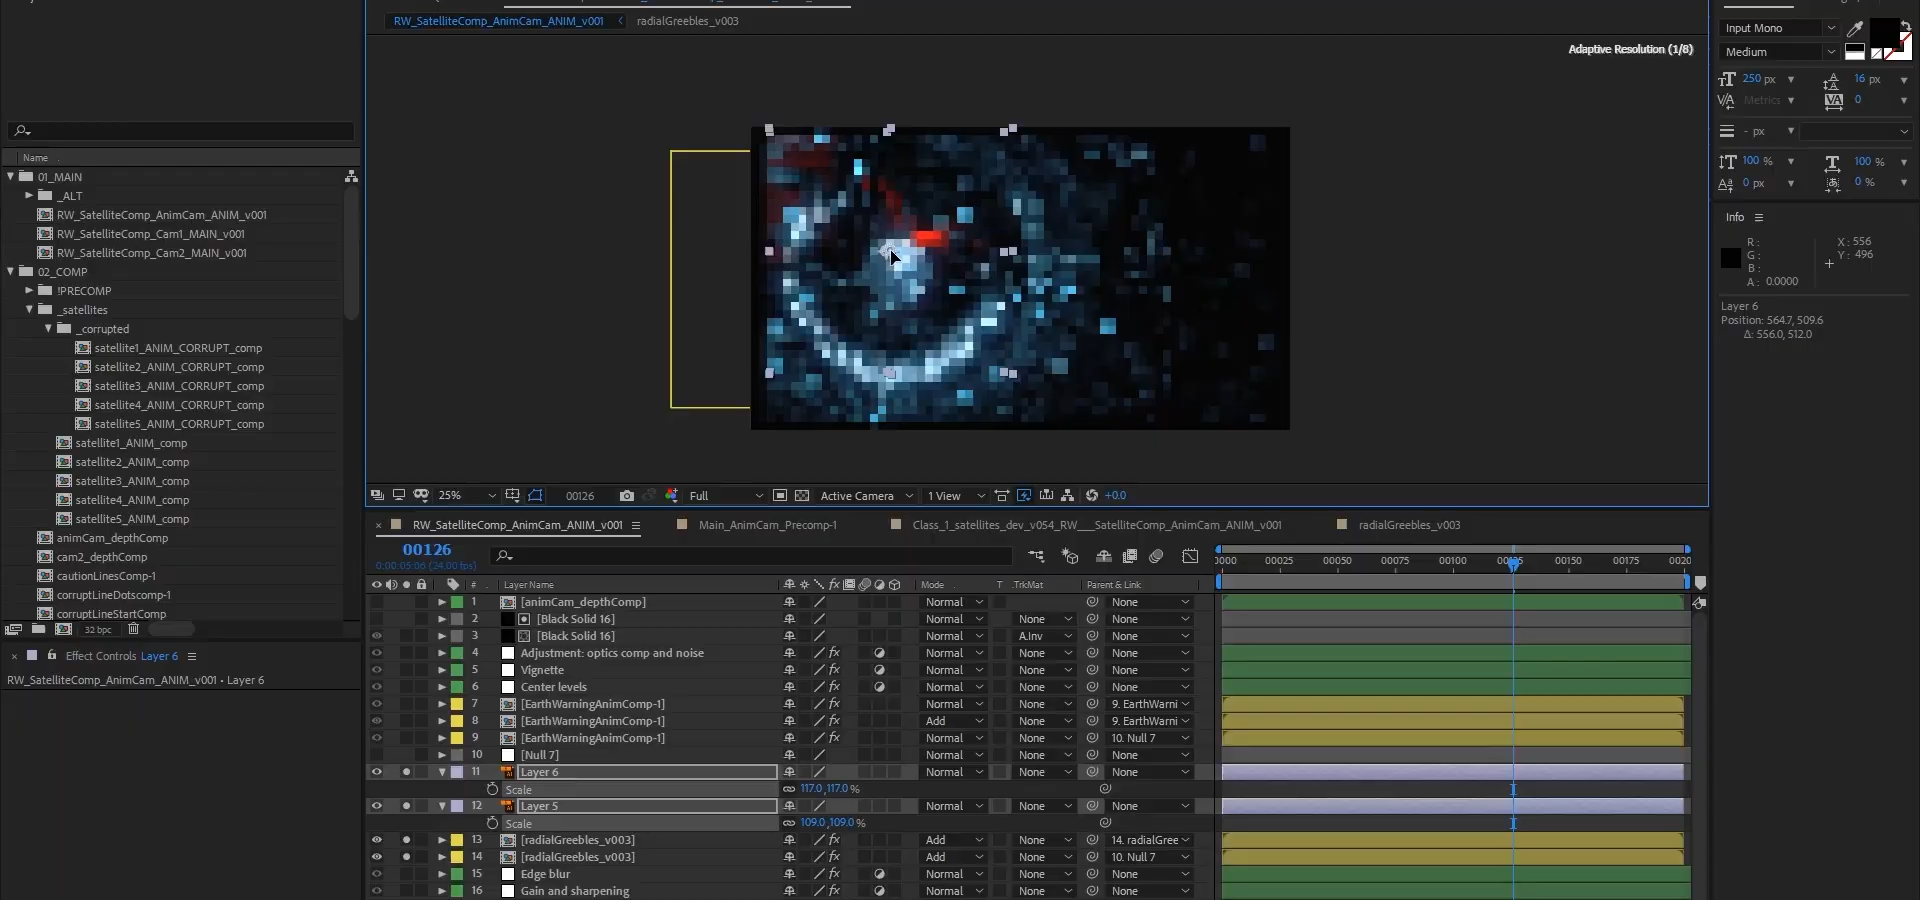 RW_SatelliteComp_AnimCam_ANIM_v001 radialGreebles_v003
Adaptive Resolution (1/8)
Input Mono
Medium
250 px 16 px
Metrics 0
- px
100 % 100 %
0 px 0 %
Info
R: X: 556
G: Y: 496
B:
A: 0.0000
Layer 6
Position: 564.7, 509.6
Δ: 556.0, 512.0
Name
01_MAIN
_ALT
RW_SatelliteComp_AnimCam_ANIM_v001
RW_SatelliteComp_Cam1_MAIN_v001
RW_SatelliteComp_Cam2_MAIN_v001
02_COMP
!PRECOMP
_satellites
_corrupted
satellite1_ANIM_CORRUPT_comp
satellite2_ANIM_CORRUPT_comp
satellite3_ANIM_CORRUPT_comp
satellite4_ANIM_CORRUPT_comp
satellite5_ANIM_CORRUPT_comp
satellite1_ANIM_comp
satellite2_ANIM_comp
satellite3_ANIM_comp
satellite4_ANIM_comp
satellite5_ANIM_comp
animCam_depthComp
cam2_depthComp
cautionLinesComp-1
corruptLineDotscomp-1
corruptLineStartComp
32 bpc
Effect Controls Layer 6
RW_SatelliteComp_AnimCam_ANIM_v001 • Layer 6
25% 00126 Full Active Camera 1 View +0.0
RW_SatelliteComp_AnimCam_ANIM_v001 Main_AnimCam_Precomp-1 Class_1_satellites_dev_v054_RW___SatelliteComp_AnimCam_ANIM_v001 radialGreebles_v003
00126
0:00:05:06 (24.00 fps)
00025 00050 00075 00100 00150 00175
# Layer Name Mode T .TrkMat Parent & Link
1 [animCam_depthComp] Normal None
2 [Black Solid 16] Normal None None
3 [Black Solid 16] Normal A.Inv None
4 Adjustment: optics comp and noise Normal None None
5 Vignette Normal None None
6 Center levels Normal None None
7 [EarthWarningAnimComp-1] Normal None 9. EarthWarni
8 [EarthWarningAnimComp-1] Add None 9. EarthWarni
9 [EarthWarningAnimComp-1] Normal None 10. Null 7
10 [Null 7] Normal None None
11 Layer 6 Normal None None
Scale 117.0,117.0 %
12 Layer 5 Normal None None
Scale 109.0,109.0 %
13 [radialGreebles_v003] Add None 14. radialGree
14 [radialGreebles_v003] Add None 10. Null 7
15 Edge blur Normal None None
16 Gain and sharpening Normal None None